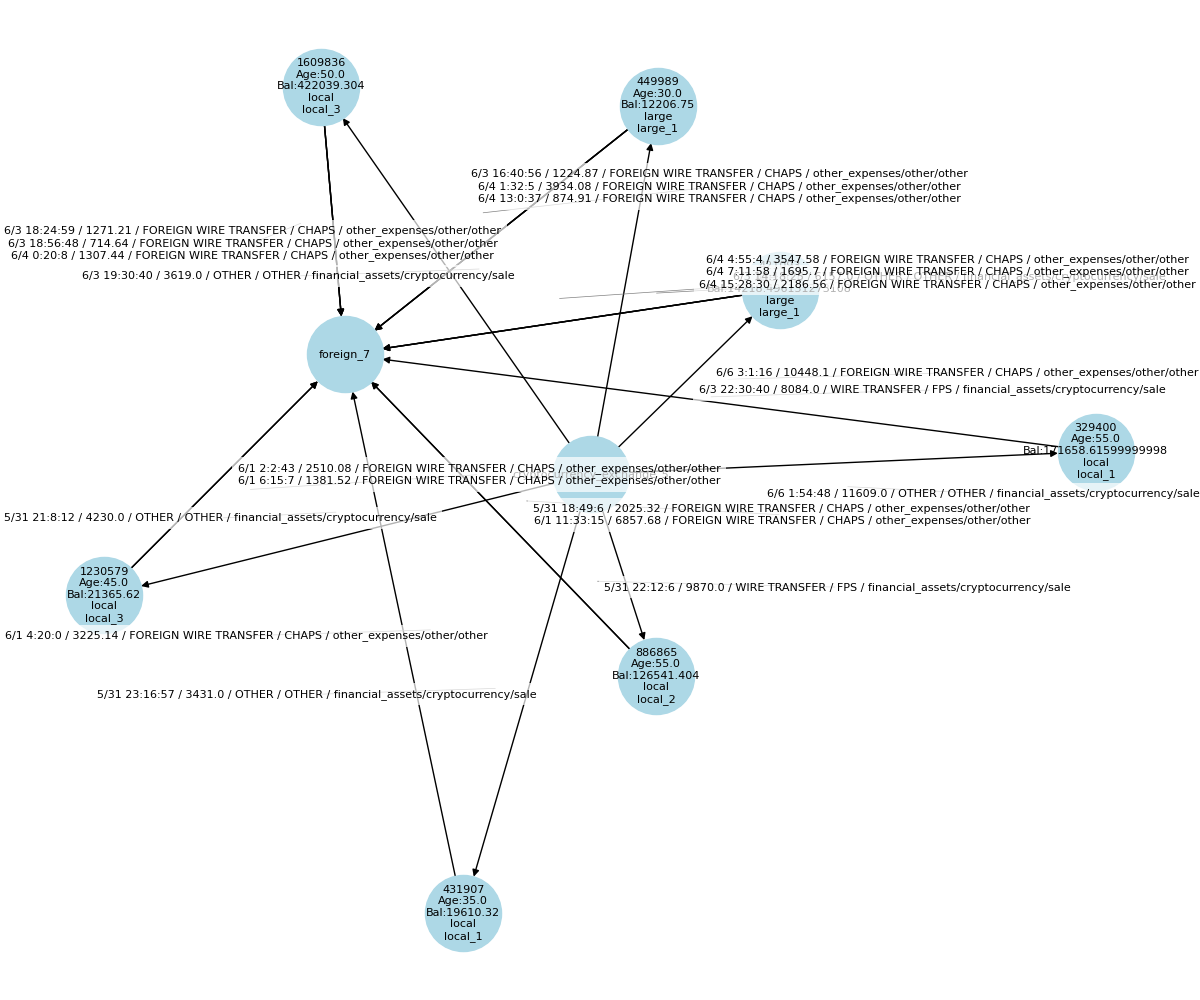 1609836
Age:50.0
Bal:422039.304
local
local_3
449989
Age:30.0
Bal:12206.75
large
large_1
6/3 16:40:56 / 1224.87 / FOREIGN WIRE TRANSFER / CHAPS / other_expenses/other/other
6/4 1:32:5 / 3934.08 / FOREIGN WIRE TRANSFER / CHAPS / other_expenses/other/other
6/4 13:0:37 / 874.91 / FOREIGN WIRE TRANSFER / CHAPS / other_expenses/other/other
6/3 18:24:59 / 1271.21 / FOREIGN WIRE TRANSFER / CHAPS / other_expenses/other/other
6/3 18:56:48 / 714.64 / FOREIGN WIRE TRANSFER / CHAPS / other_expenses/other/other
6/4 0:20:8 / 1307.44 / FOREIGN WIRE TRANSFER / CHAPS / other_expenses/other/other
6/3 19:30:40 / 3619.0 / OTHER / OTHER / financial_assets/cryptocurrency/sale
6/4 4:55:4 / 3547.58 / FOREIGN WIRE TRANSFER / CHAPS / other_expenses/other/other
6/4 7:11:58 / 1695.7 / FOREIGN WIRE TRANSFER / CHAPS / other_expenses/other/other
6/4 15:28:30 / 2186.56 / FOREIGN WIRE TRANSFER / CHAPS / other_expenses/other/other
large
large_1
foreign_7
6/6 3:1:16 / 10448.1 / FOREIGN WIRE TRANSFER / CHAPS / other_expenses/other/other
6/3 22:30:40 / 8084.0 / WIRE TRANSFER / FPS / financial_assets/cryptocurrency/sale
329400
Age:55.0
Bal:171658.61599999998
local
local_1
6/1 2:2:43 / 2510.08 / FOREIGN WIRE TRANSFER / CHAPS / other_expenses/other/other
6/1 6:15:7 / 1381.52 / FOREIGN WIRE TRANSFER / CHAPS / other_expenses/other/other
6/6 1:54:48 / 11609.0 / OTHER / OTHER / financial_assets/cryptocurrency/sale
5/31 18:49:6 / 2025.32 / FOREIGN WIRE TRANSFER / CHAPS / other_expenses/other/other
6/1 11:33:15 / 6857.68 / FOREIGN WIRE TRANSFER / CHAPS / other_expenses/other/other
5/31 21:8:12 / 4230.0 / OTHER / OTHER / financial_assets/cryptocurrency/sale
1230579
Age:45.0
Bal:21365.62
local
local_3
5/31 22:12:6 / 9870.0 / WIRE TRANSFER / FPS / financial_assets/cryptocurrency/sale
6/1 4:20:0 / 3225.14 / FOREIGN WIRE TRANSFER / CHAPS / other_expenses/other/other
886865
Age:55.0
Bal:126541.404
local
local_2
5/31 23:16:57 / 3431.0 / OTHER / OTHER / financial_assets/cryptocurrency/sale
431907
Age:35.0
Bal:19610.32
local
local_1